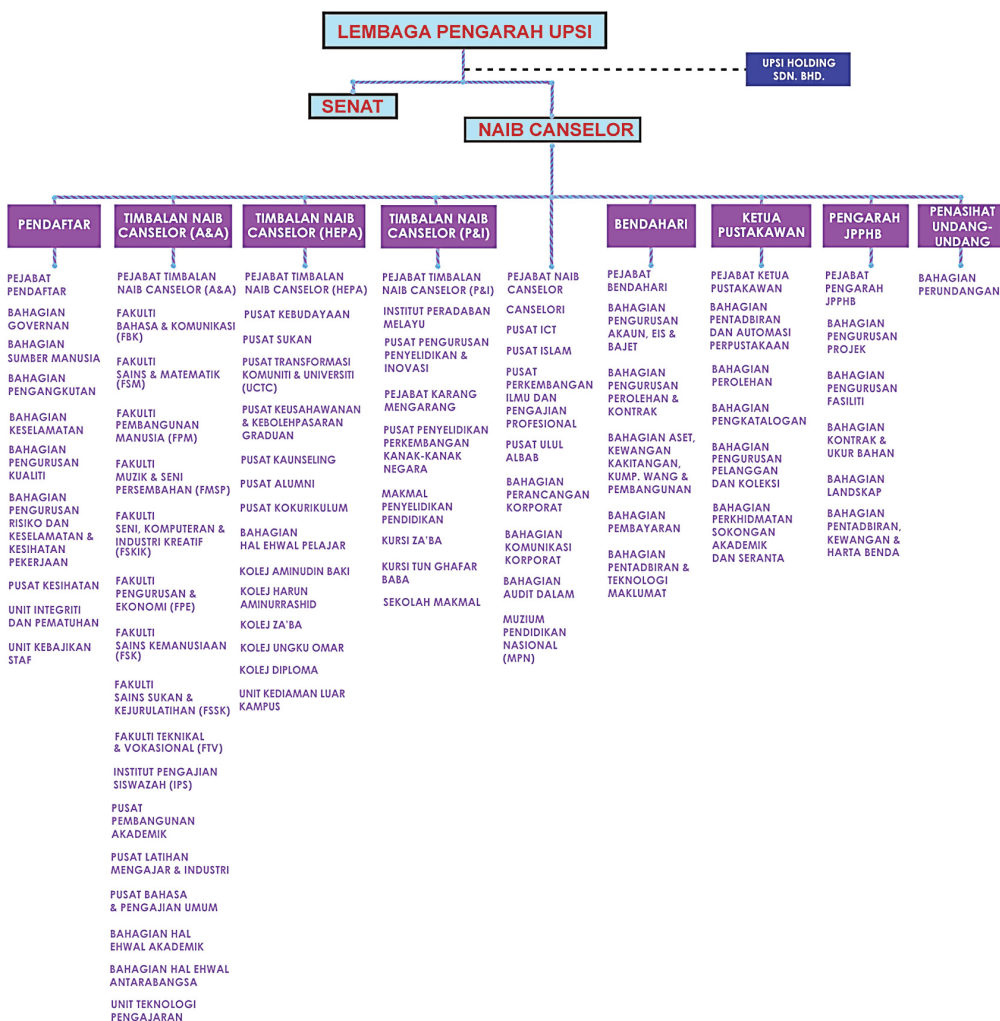 LEMBAGA PENGARAH UPSI
UPSI HOLDING
SDN. BHD.
SENAT
NAIB CANSELOR
PENDAFTAR
PEJABAT
PENDAFTAR
BAHAGIAN
GOVERNAN
BAHAGIAN
SUMBER MANUSIA
BAHAGIAN
PENGANGKUTAN
BAHAGIAN
KESELAMATAN
BAHAGIAN
PENGURUSAN
KUALITI
BAHAGIAN
PENGURUSAN
RISIKO DAN
KESELAMATAN &
KESIHATAN
PEKERJAAN
PUSAT KESIHATAN
UNIT INTEGRITI
DAN PEMATUHAN
UNIT KEBAJIKAN
STAF
TIMBALAN NAIB
CANSELOR (A&A)
PEJABAT TIMBALAN
NAIB CANSELOR (A&A)
FAKULTI
BAHASA & KOMUNIKASI
(FBK)
FAKULTI
SAINS & MATEMATIK
(FSM)
FAKULTI
PEMBANGUNAN
MANUSIA (FPM)
FAKULTI
MUZIK & SENI
PERSEMBAHAN (FMSP)
FAKULTI
SENI, KOMPUTERAN &
INDUSTRI KREATIF
(FSKIK)
FAKULTI
PENGURUSAN &
EKONOMI (FPE)
FAKULTI
SAINS KEMANUSIAAN
(FSK)
FAKULTI
SAINS SUKAN &
KEJURULATIHAN (FSSK)
FAKULTI TEKNIKAL
& VOKASIONAL (FTV)
INSTITUT PENGAJIAN
SISWAZAH (IPS)
PUSAT
PEMBANGUNAN
AKADEMIK
PUSAT LATIHAN
MENGAJAR & INDUSTRI
PUSAT BAHASA
& PENGAJIAN UMUM
BAHAGIAN HAL
EHWAL AKADEMIK
BAHAGIAN HAL EHWAL
ANTARABANGSA
UNIT TEKNOLOGI
PENGAJARAN
TIMBALAN NAIB
CANSELOR (HEPA)
PEJABAT TIMBALAN
NAIB CANSELOR (HEPA)
PUSAT KEBUDAYAAN
PUSAT SUKAN
PUSAT TRANSFORMASI
KOMUNITI & UNIVERSITI
(UCTC)
PUSAT KEUSAHAWANAN
& KEBOLEHPASARAN
GRADUAN
PUSAT KAUNSELING
PUSAT ALUMNI
PUSAT KOKURIKULUM
BAHAGIAN
HAL EHWAL PELAJAR
KOLEJ AMINUDIN BAKI
KOLEJ HARUN
AMINURRASHID
KOLEJ ZA'BA
KOLEJ UNGKU OMAR
KOLEJ DIPLOMA
UNIT KEDIAMAN LUAR
KAMPUS
TIMBALAN NAIB
CANSELOR (P&I)
PEJABAT TIMBALAN
NAIB CANSELOR (P&I)
INSTITUT PERADABAN
MELAYU
PUSAT PENGURUSAN
PENYELIDIKAN &
INOVASI
PEJABAT KARANG
MENGARANG
PUSAT PENYELIDIKAN
PERKEMBANGAN
KANAK-KANAK
NEGARA
MAKMAL
PENYELIDIKAN
PENDIDIKAN
KURSI ZA'BA
KURSI TUN GHAFAR
BABA
SEKOLAH MAKMAL
PEJABAT NAIB
CANSELOR
CANSELORI
PUSAT ICT
PUSAT ISLAM
PUSAT
PERKEMBANGAN
ILMU DAN
PENGAJIAN
PROFESIONAL
PUSAT ULUL
ALBAB
BAHAGIAN
PERANCANGAN
KORPORAT
BAHAGIAN
KOMUNIKASI
KORPORAT
BAHAGIAN
AUDIT DALAM
MUZIUM
PENDIDIKAN
NASIONAL
(MPN)
BENDAHARI
PEJABAT
BENDAHARI
BAHAGIAN
PENGURUSAN
AKAUN, EIS &
BAJET
BAHAGIAN
PENGURUSAN
PEROLEHAN &
KONTRAK
BAHAGIAN ASET,
KEWANGAN
KAKITANGAN,
KUMP. WANG &
PEMBANGUNAN
BAHAGIAN
PEMBAYARAN
BAHAGIAN
PENTADBIRAN &
TEKNOLOGI
MAKLUMAT
KETUA
PUSTAKAWAN
PEJABAT KETUA
PUSTAKAWAN
BAHAGIAN
PENTADBIRAN
DAN AUTOMASI
PERPUSTAKAAN
BAHAGIAN
PEROLEHAN
BAHAGIAN
PENGKATALOGAN
BAHAGIAN
PENGURUSAN
PELANGGAN
DAN KOLEKSI
BAHAGIAN
PERKHIDMATAN
SOKONGAN
AKADEMIK
DAN SERANTA
PENGARAH
JPPHB
PEJABAT
PENGARAH
JPPHB
BAHAGIAN
PENGURUSAN
PROJEK
BAHAGIAN
PENGURUSAN
FASILITI
BAHAGIAN
KONTRAK &
UKUR BAHAN
BAHAGIAN
LANDSKAP
BAHAGIAN
PENTADBIRAN,
KEWANGAN &
HARTA BENDA
PENASIHAT
UNDANG-
UNDANG
BAHAGIAN
PERUNDANGAN